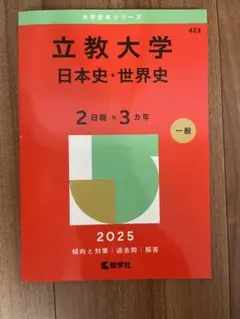 大学赤本シリーズ
423
立教大学
日本史・世界史
2日程×3カ年
一般
2025
傾向と対策｜過去問｜解答
教学社